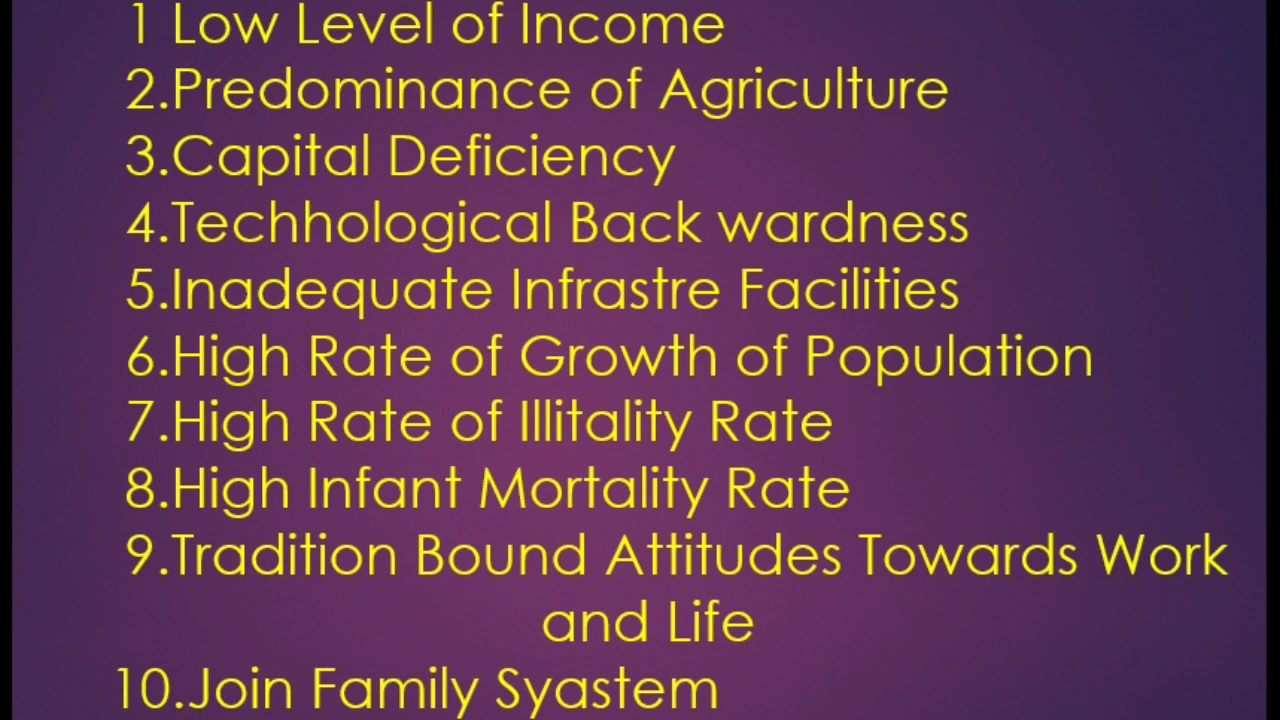 1 Low Level of Income
2.Predominance of Agriculture
3.Capital Deficiency
4.Techhological Back wardness
5.Inadequate Infrastre Facilities
6.High Rate of Growth of Population
7.High Rate of Illitality Rate
8.High Infant Mortality Rate
9.Tradition Bound Attitudes Towards Work
and Life
10.Join Family Syastem